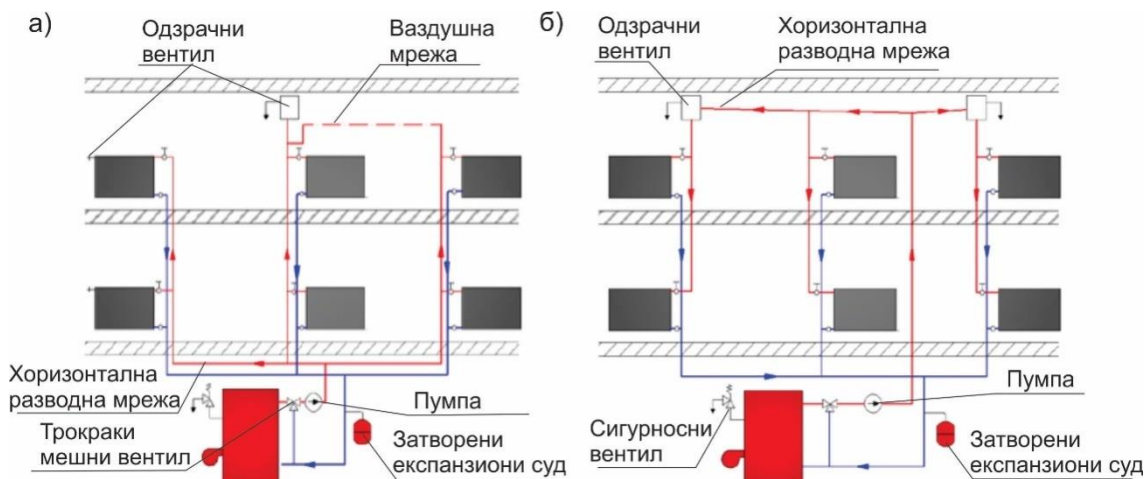 а)
Одзрачни
вентил
Ваздушна
мрежа
Хоризонтална
разводна мрежа
Трокраки
мешни вентил
Пумпа
Затворени
експанзиони суд
б)
Одзрачни
вентил
Хоризонтална
разводна мрежа
Сигурносни
вентил
Пумпа
Затворени
експанзиони суд